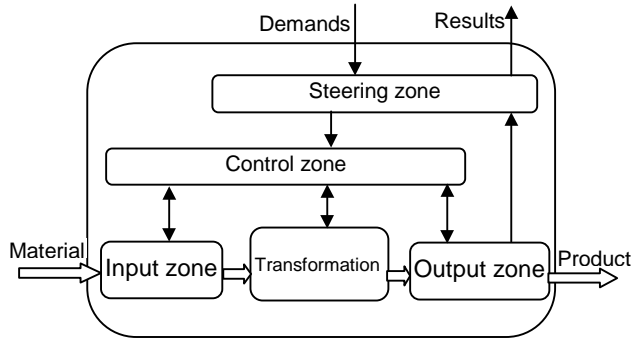 Demands
Results
Steering zone
Control zone
Material
Input zone
Transformation
Output zone
Product